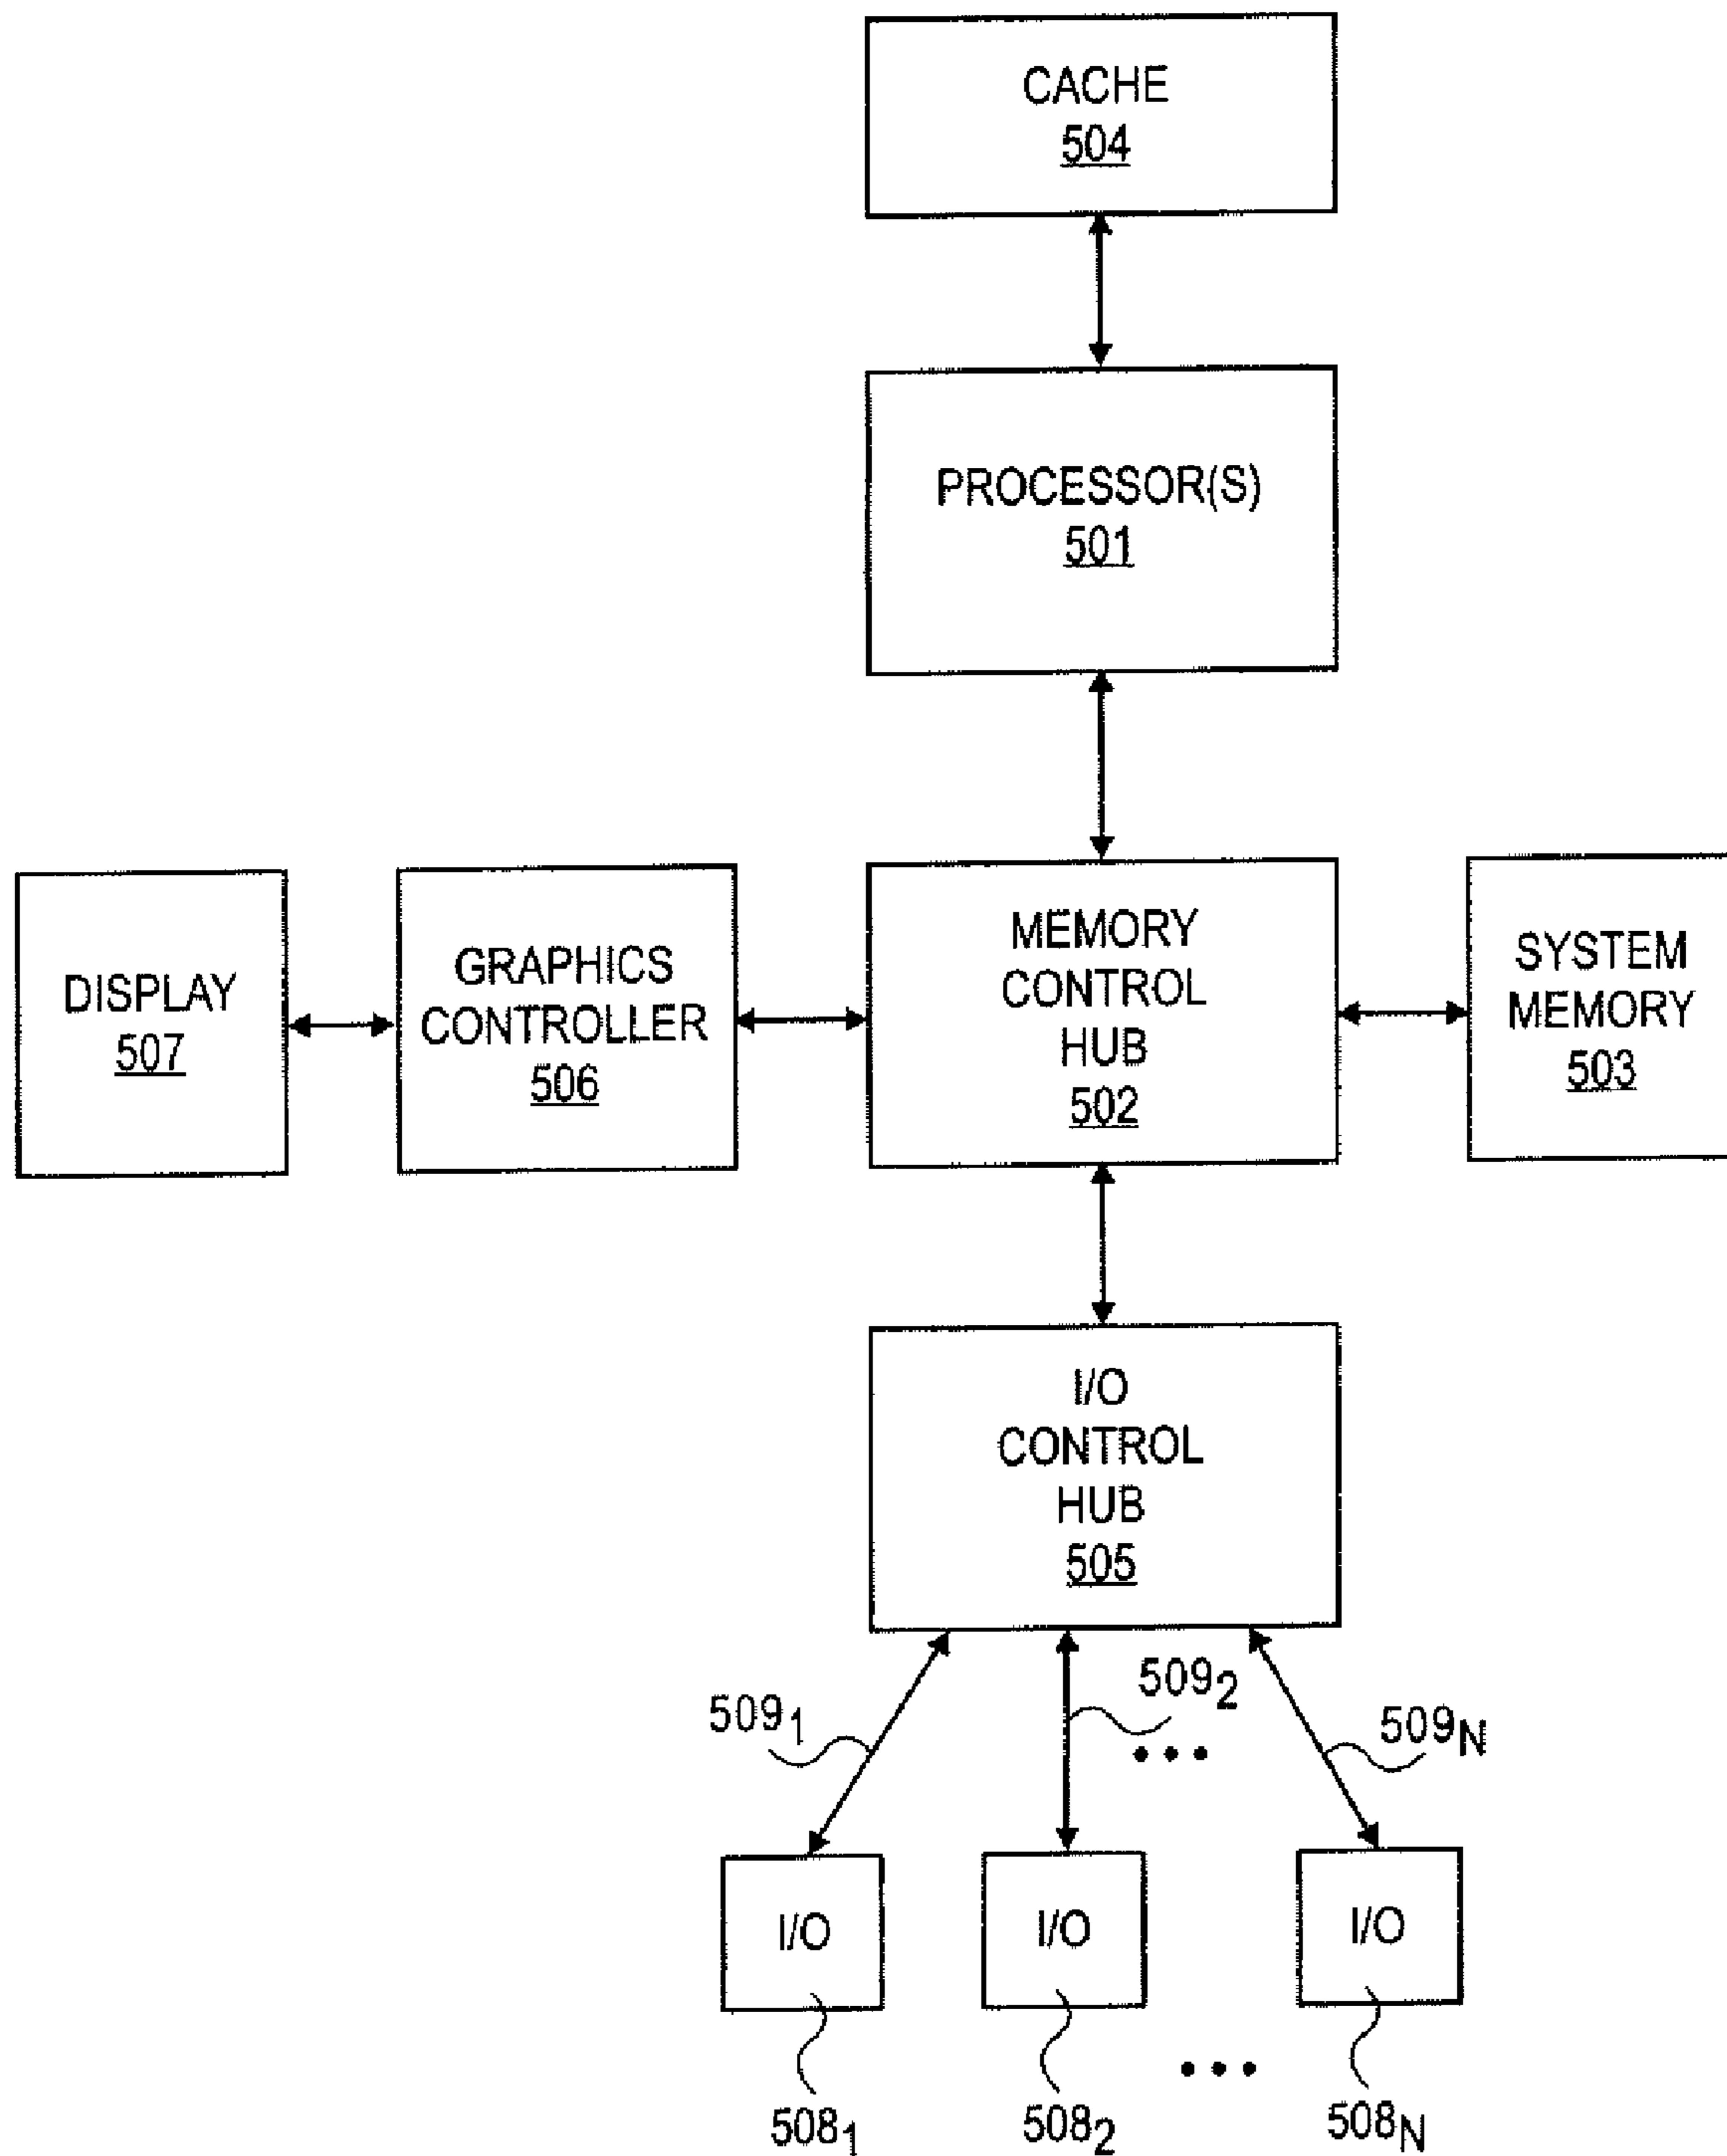 CACHE
504
PROCESSOR(S)
501
DISPLAY
507
GRAPHICS
CONTROLLER
506
MEMORY
CONTROL
HUB
502
SYSTEM
MEMORY
503
I/O
CONTROL
HUB
505
509₁
509₂
509N
I/O
I/O
I/O
508₁
508₂
508N